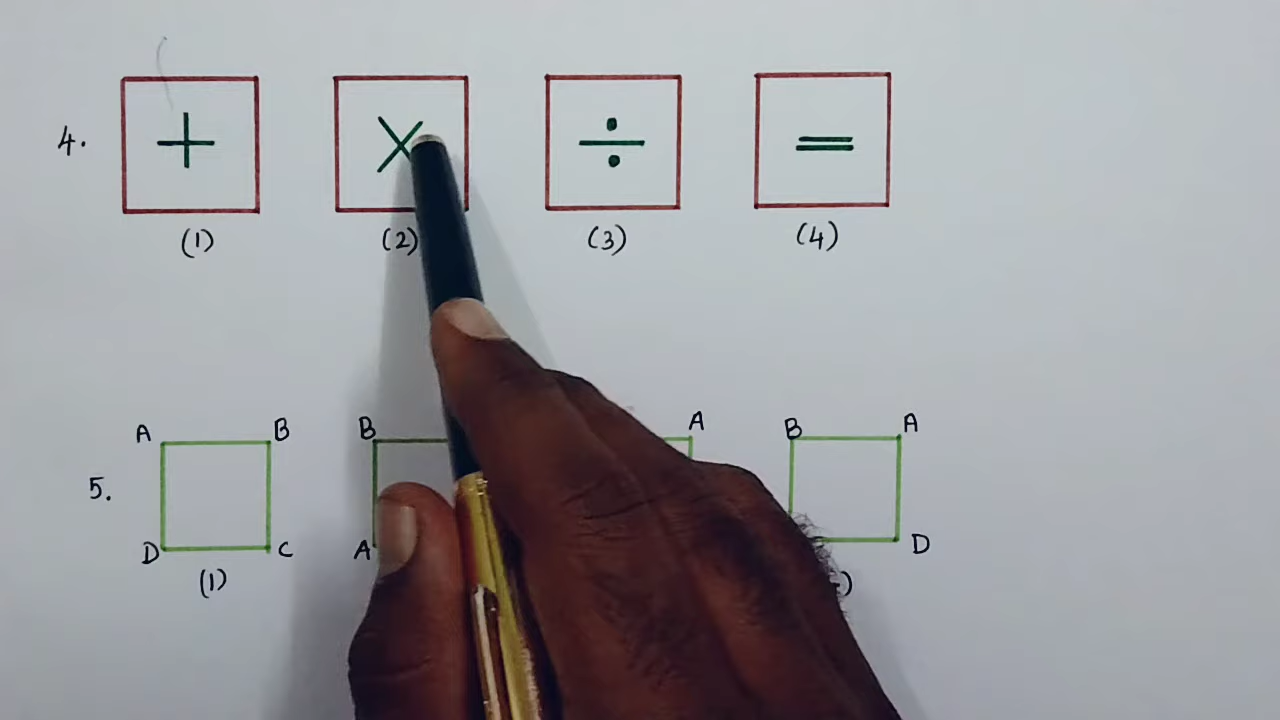 4. + × ÷ =
(1) (2) (3) (4)
A B B A B A
5.
D C A D
(1)